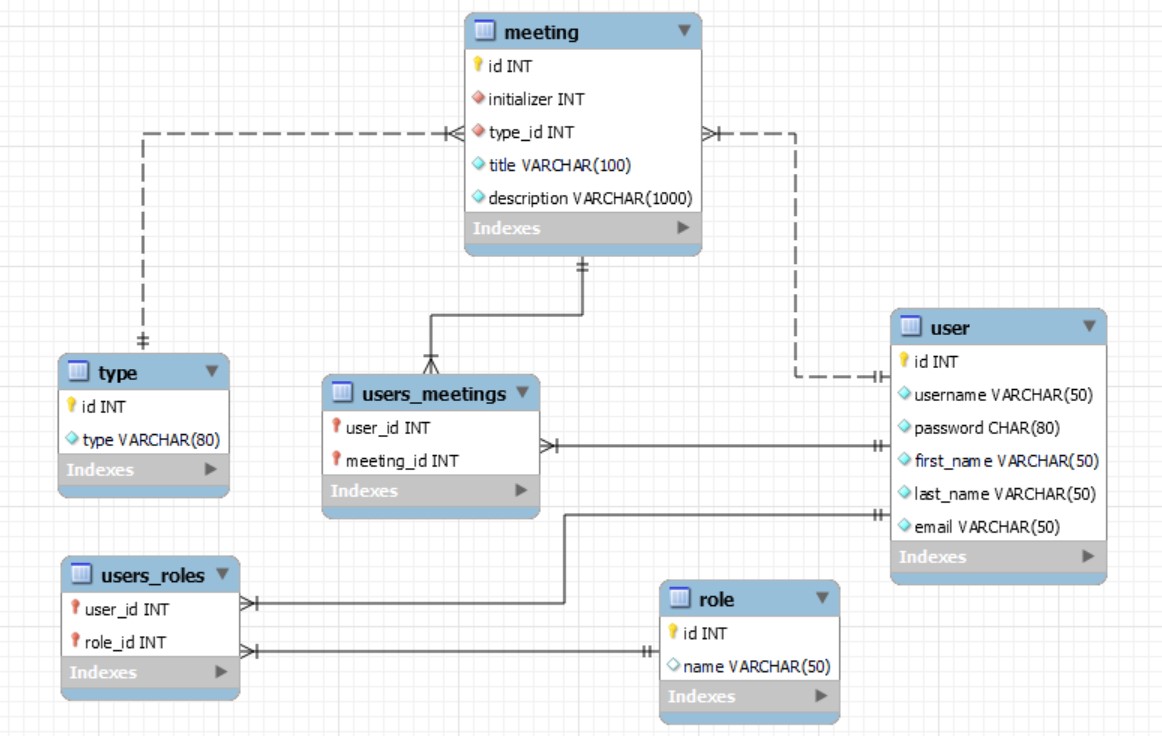 meeting
id INT
initializer INT
type_id INT
title VARCHAR(100)
description VARCHAR(1000)
Indexes
type
id INT
type VARCHAR(80)
Indexes
users_meetings
user_id INT
meeting_id INT
Indexes
user
id INT
username VARCHAR(50)
password CHAR(80)
first_name VARCHAR(50)
last_name VARCHAR(50)
email VARCHAR(50)
Indexes
users_roles
user_id INT
role_id INT
Indexes
role
id INT
name VARCHAR(50)
Indexes